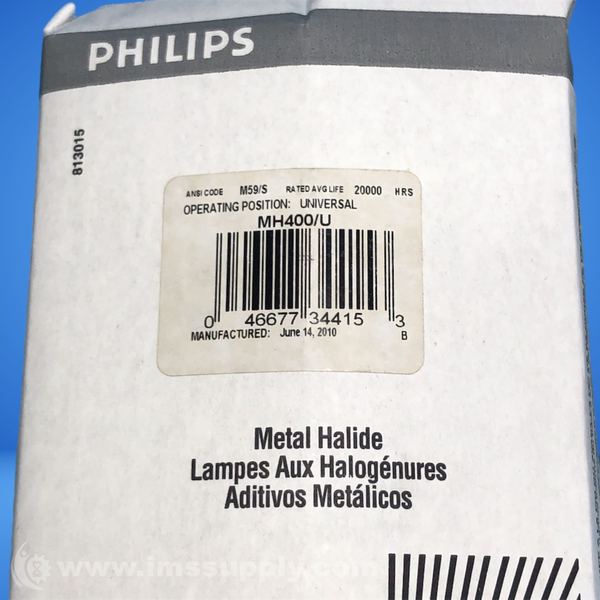 PHILIPS
813015
ANSI CODE M59/S RATED AVG LIFE 20000 HRS
OPERATING POSITION: UNIVERSAL
MH400/U
0 46677 34415 3
MANUFACTURED: June 14, 2010 B
Metal Halide
Lampes Aux Halogénures
Aditivos Metálicos
www.imssupply.com